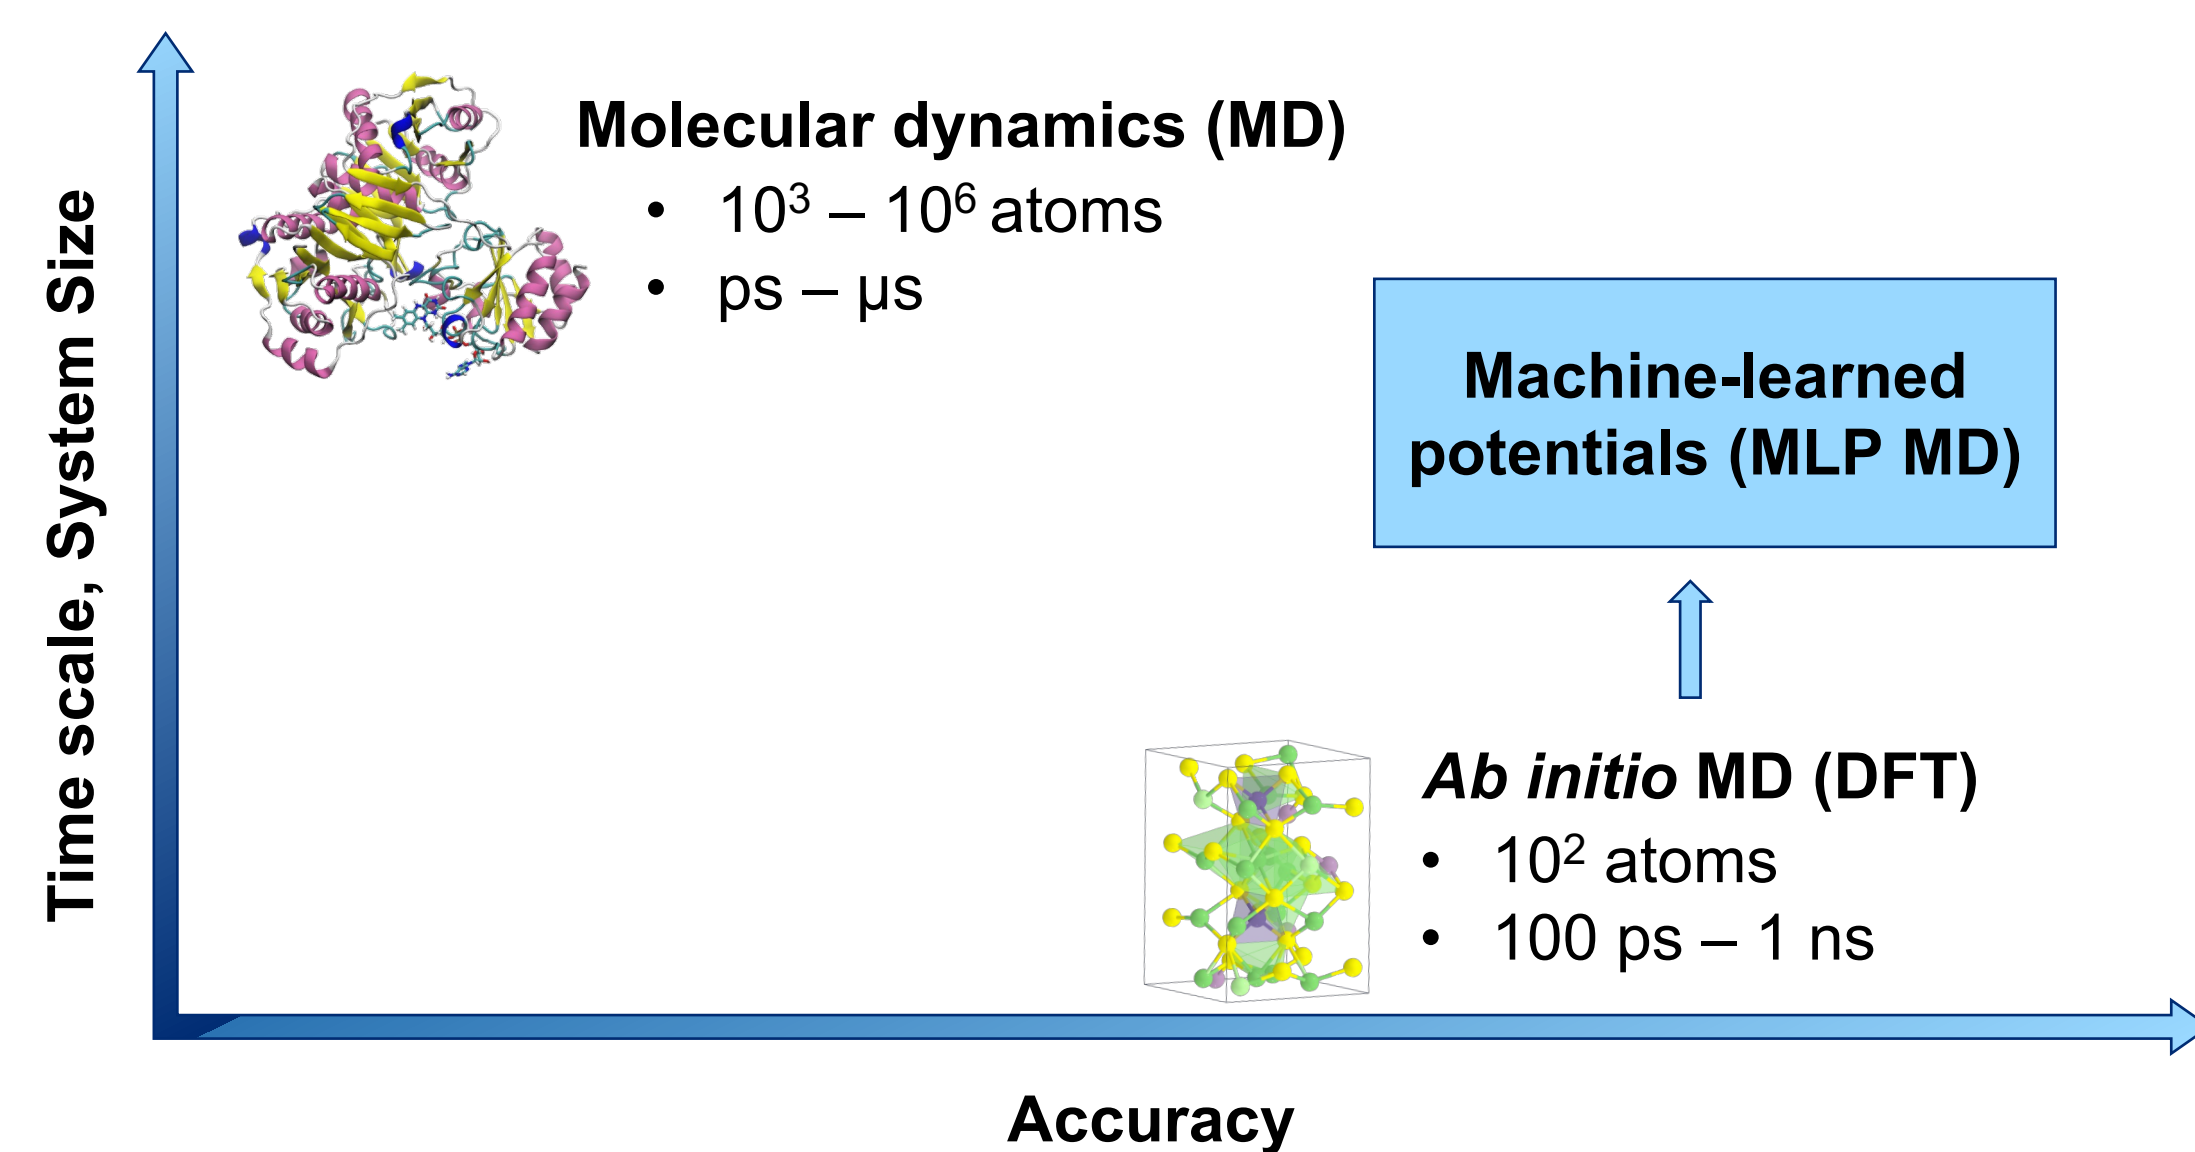 Time scale, System Size
Molecular dynamics (MD)
• 10³ – 10⁶ atoms
• ps – μs
Machine-learned
potentials (MLP MD)
Ab initio MD (DFT)
• 10² atoms
• 100 ps – 1 ns
Accuracy